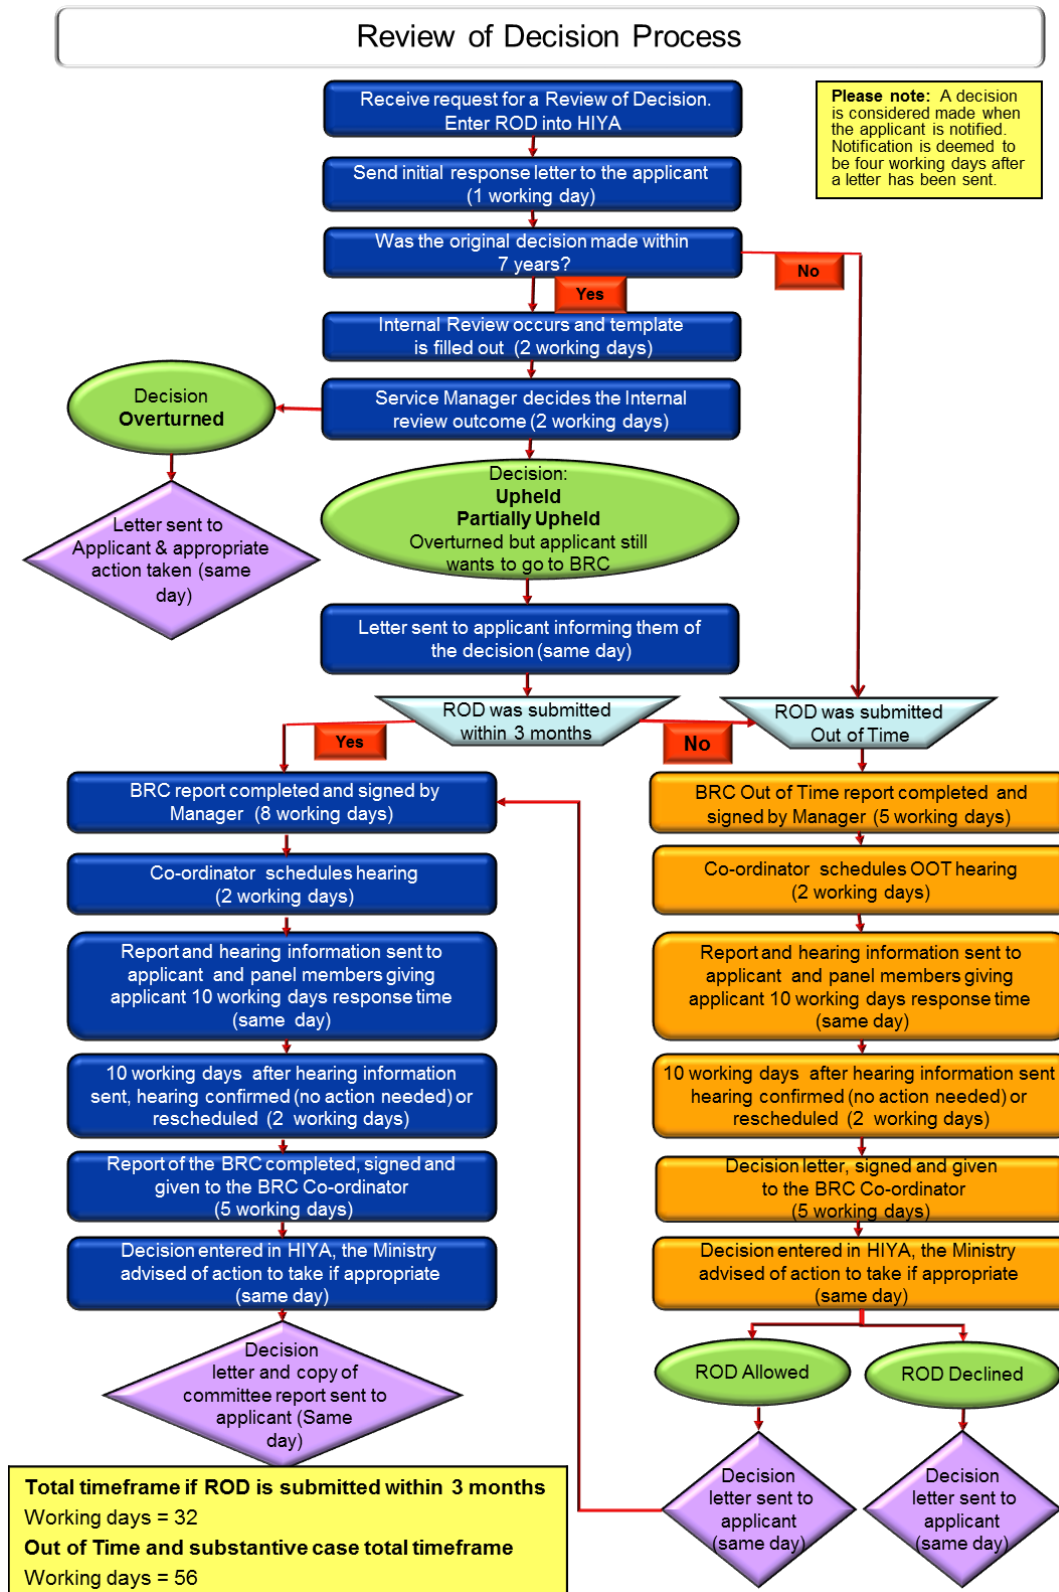 Review of Decision Process
Receive request for a Review of Decision.
Enter ROD into HIYA
Please note: A decision
is considered made when
the applicant is notified.
Notification is deemed to
be four working days after
a letter has been sent.
Send initial response letter to the applicant
(1 working day)
Was the original decision made within
7 years?
No
Yes
Internal Review occurs and template
is filled out (2 working days)
Service Manager decides the Internal
review outcome (2 working days)
Decision
Overturned
Letter sent to
Applicant & appropriate
action taken (same
day)
Decision:
Upheld
Partially Upheld
Overturned but applicant still
wants to go to BRC
Letter sent to applicant informing them of
the decision (same day)
ROD was submitted
within 3 months
Yes
No
ROD was submitted
Out of Time
BRC report completed and signed by
Manager (8 working days)
Co-ordinator schedules hearing
(2 working days)
Report and hearing information sent to
applicant and panel members giving
applicant 10 working days response time
(same day)
10 working days after hearing information
sent, hearing confirmed (no action needed) or
rescheduled (2 working days)
Report of the BRC completed, signed and
given to the BRC Co-ordinator
(5 working days)
Decision entered in HIYA, the Ministry
advised of action to take if appropriate
(same day)
Decision
letter and copy of
committee report sent to
applicant (Same
day)
BRC Out of Time report completed and
signed by Manager (5 working days)
Co-ordinator schedules OOT hearing
(2 working days)
Report and hearing information sent to
applicant and panel members giving
applicant 10 working days response time
(same day)
10 working days after hearing information sent
hearing confirmed (no action needed) or
rescheduled (2 working days)
Decision letter, signed and given
to the BRC Co-ordinator
(5 working days)
Decision entered in HIYA, the Ministry
advised of action to take if appropriate
(same day)
ROD Allowed
ROD Declined
Decision
letter sent to
applicant
(same day)
Decision
letter sent to
applicant
(same day)
Total timeframe if ROD is submitted within 3 months
Working days = 32
Out of Time and substantive case total timeframe
Working days = 56